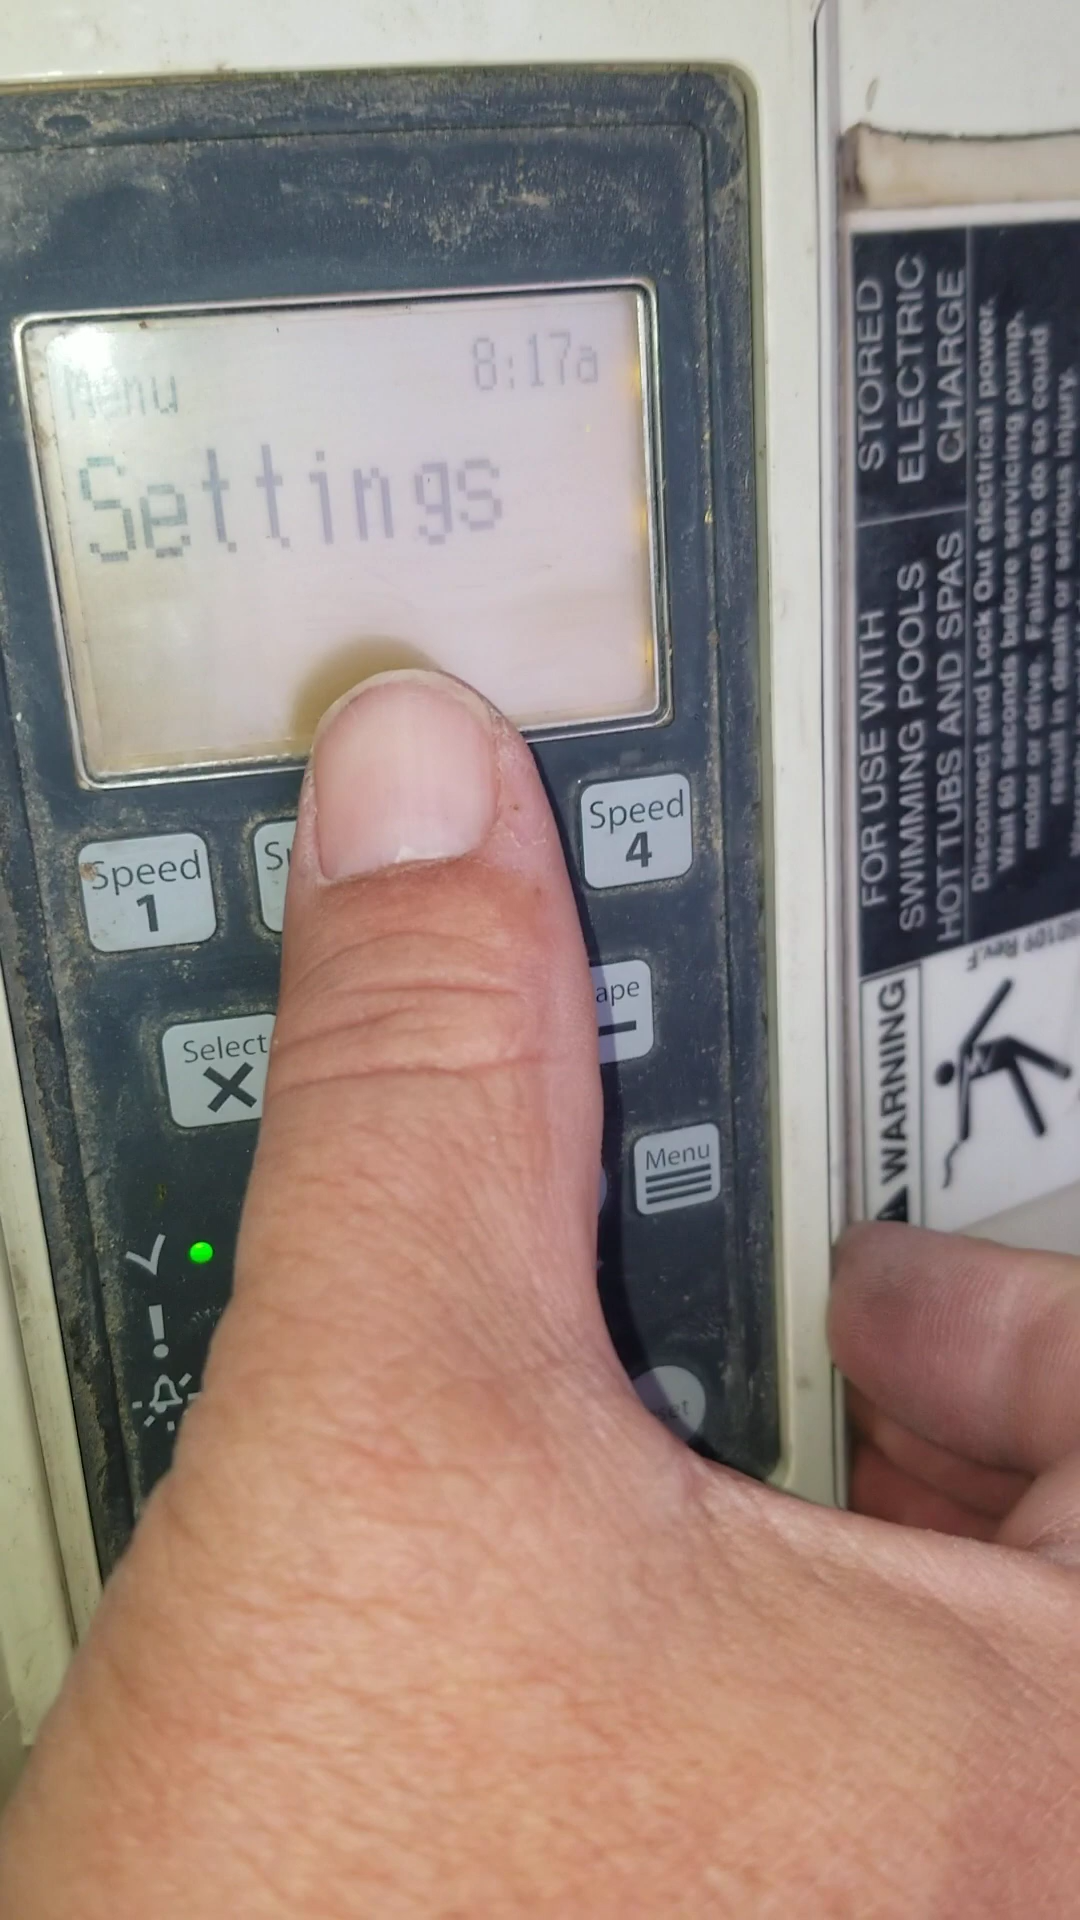 Menu 8:17a
Settings
Speed
1
Speed
4
Select
Menu
STORED
ELECTRIC
CHARGE
FOR USE WITH
SWIMMING POOLS
HOT TUBS AND SPAS
Disconnect and Lock Out electrical power.
Wait 60 seconds before servicing pump,
motor or drive. Failure to do so could
result in death or serious injury.
WARNING